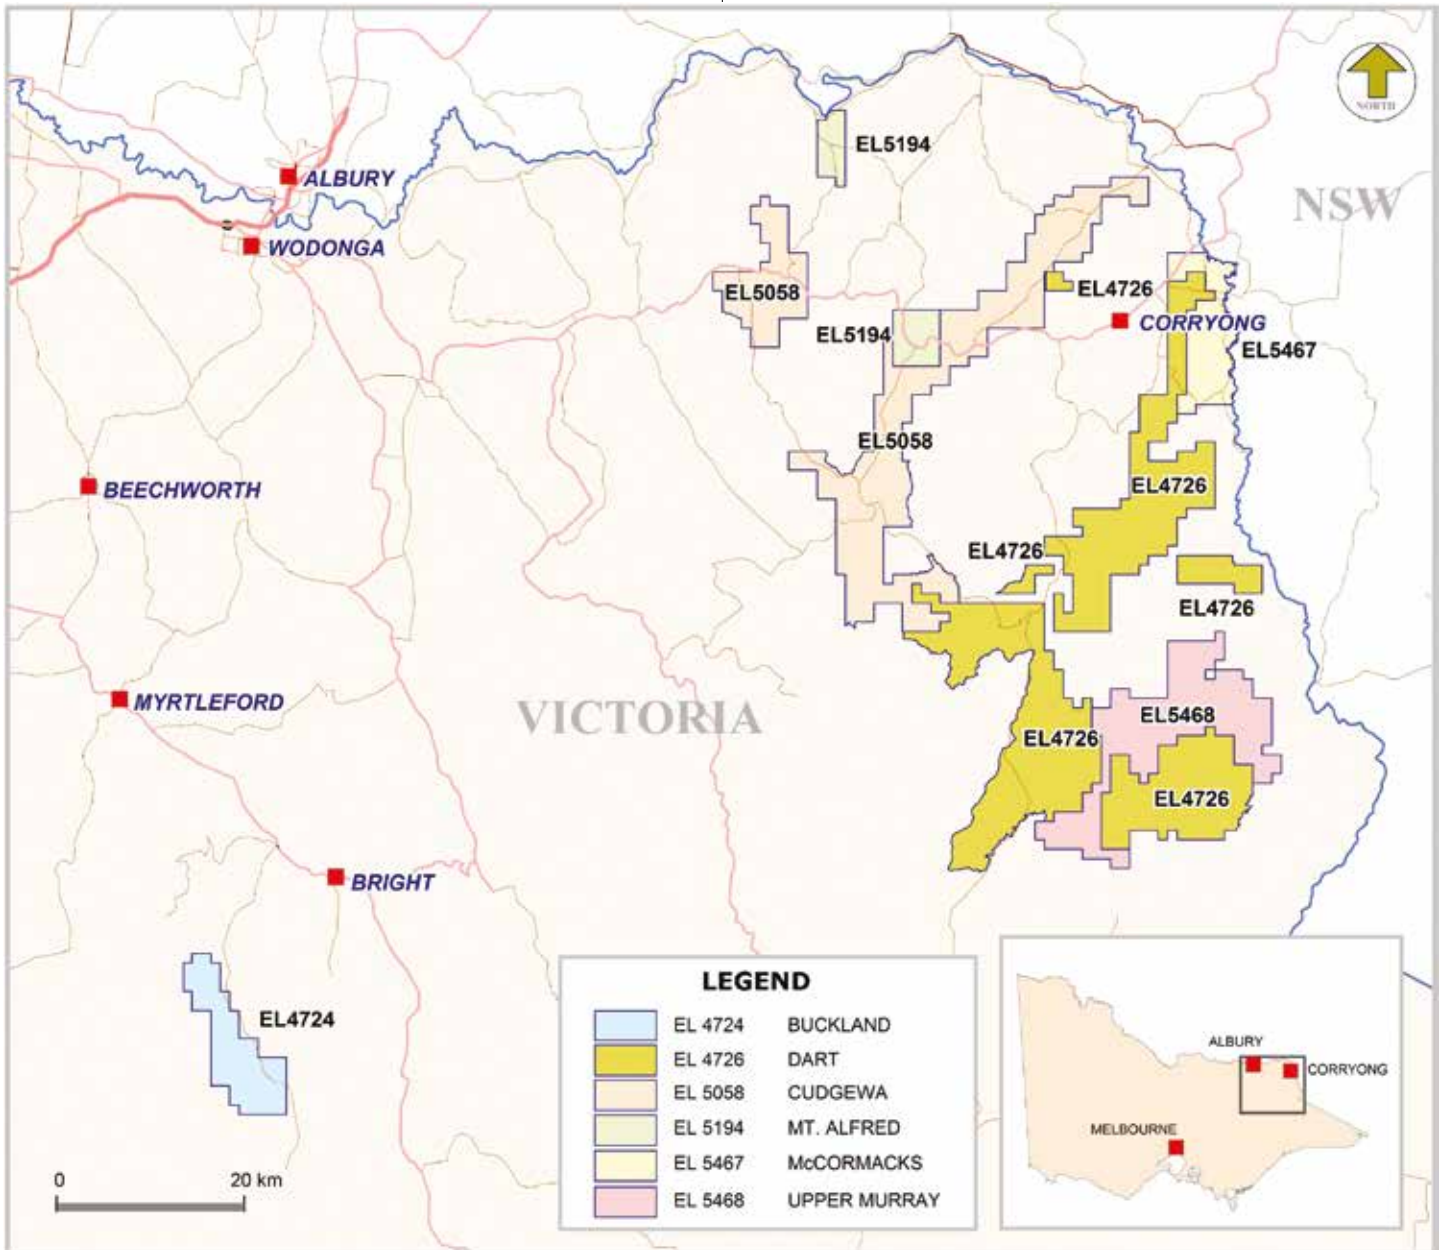 NORTH
EL5194
NSW
ALBURY
WODONGA
EL5058
EL4726
EL5194
CORRYONG
EL5467
EL5058
EL4726
BEECHWORTH
EL4726
EL4726
MYRTLEFORD
VICTORIA
EL5468
EL4726
EL4726
BRIGHT
EL4724
0 20 km
LEGEND
EL 4724 BUCKLAND
EL 4726 DART
EL 5058 CUDGEWA
EL 5194 MT. ALFRED
EL 5467 McCORMACKS
EL 5468 UPPER MURRAY
ALBURY
CORRYONG
MELBOURNE